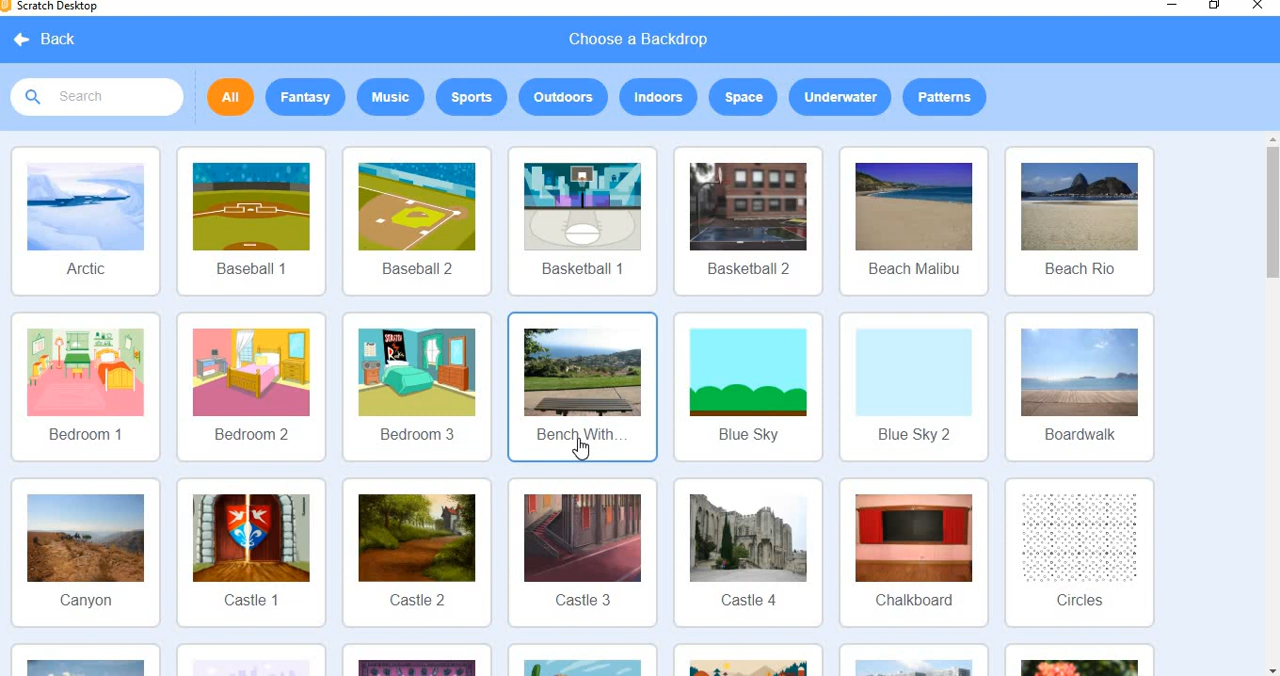 Scratch Desktop
Back
Choose a Backdrop
Search
All
Fantasy
Music
Sports
Outdoors
Indoors
Space
Underwater
Patterns
Arctic
Baseball 1
Baseball 2
Basketball 1
Basketball 2
Beach Malibu
Beach Rio
Bedroom 1
Bedroom 2
Bedroom 3
Bench With...
Blue Sky
Blue Sky 2
Boardwalk
Canyon
Castle 1
Castle 2
Castle 3
Castle 4
Chalkboard
Circles